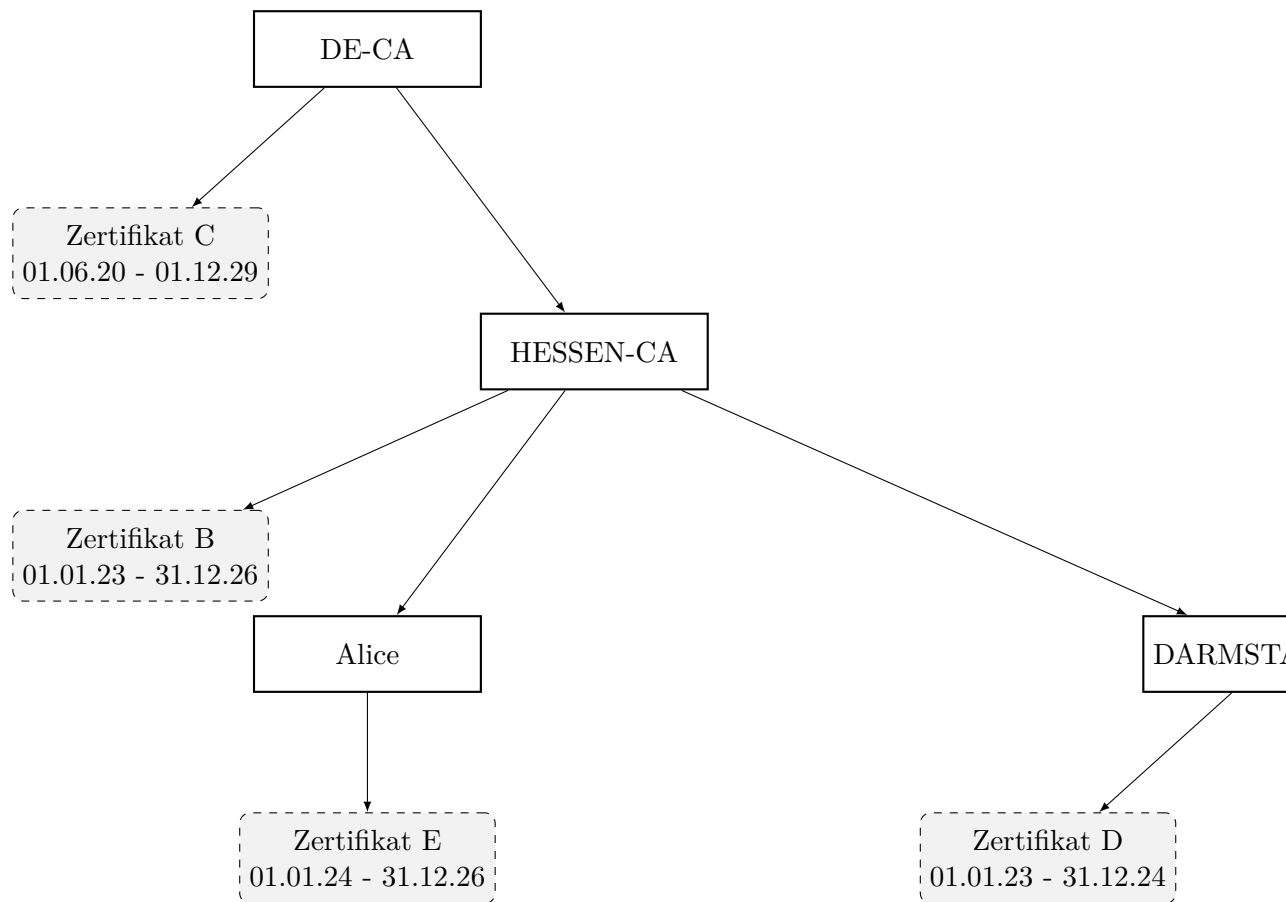 DE-CA
Zertifikat C
01.06.20 - 01.12.29
HESSEN-CA
Zertifikat B
01.01.23 - 31.12.26
Alice
Zertifikat E
01.01.24 - 31.12.26
Zertifikat D
01.01.23 - 31.12.24